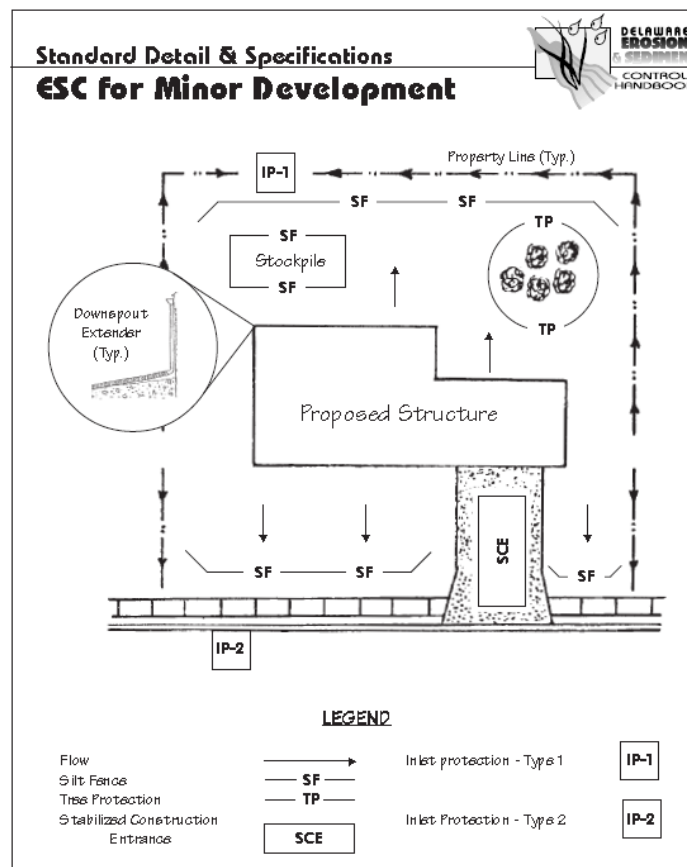 Standard Detail & Specifications
ESC for Minor Development
DELAWARE
EROSION
& SEDIMENT
CONTROL
HANDBOOK
IP-1
Property Line (Typ.)
SF SF
SF
Stockpile
SF
TP
TP
Downspout
Extender
(Typ.)
Proposed Structure
SCE
SF SF
SF
IP-2
LEGEND
Flow
Silt Fence SF
Tree Protection TP
Stabilized Construction
Entrance SCE
Inlet protection - Type 1 IP-1
Inlet Protection - Type 2 IP-2